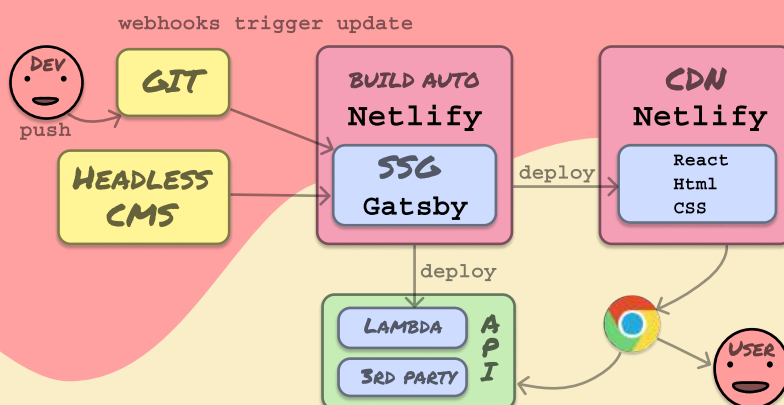 webhooks trigger update
DEV
push
GIT
HEADLESS
CMS
BUILD AUTO
Netlify
SSG
Gatsby
deploy
CDN
Netlify
React
Html
CSS
deploy
LAMBDA
3RD PARTY
API
USER